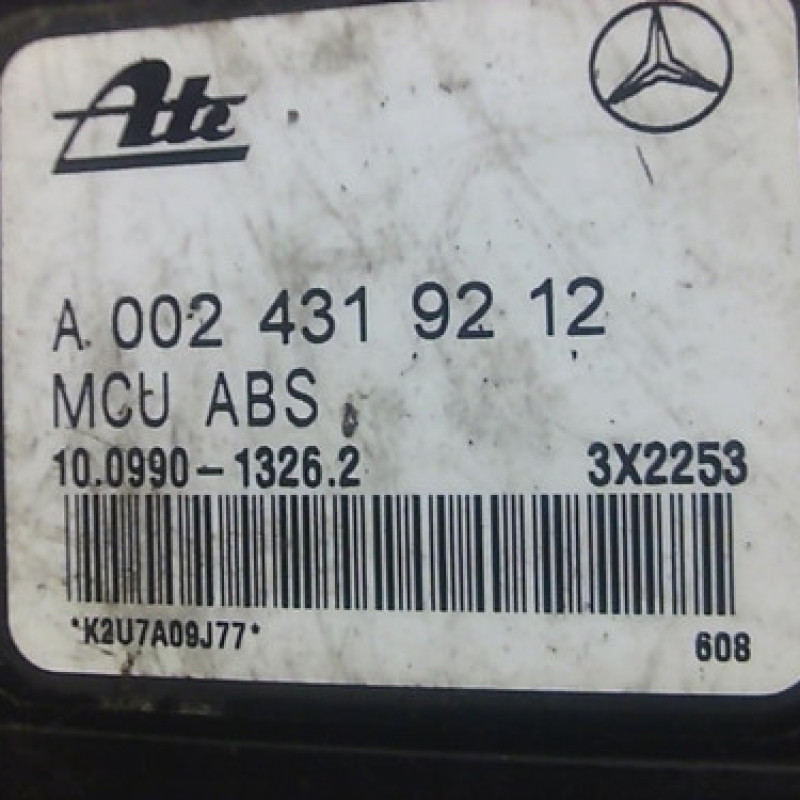 Ate
A 002 431 92 12
MCU ABS
10.0990-1326.2 3X2253
*K2U7A09J77*
608